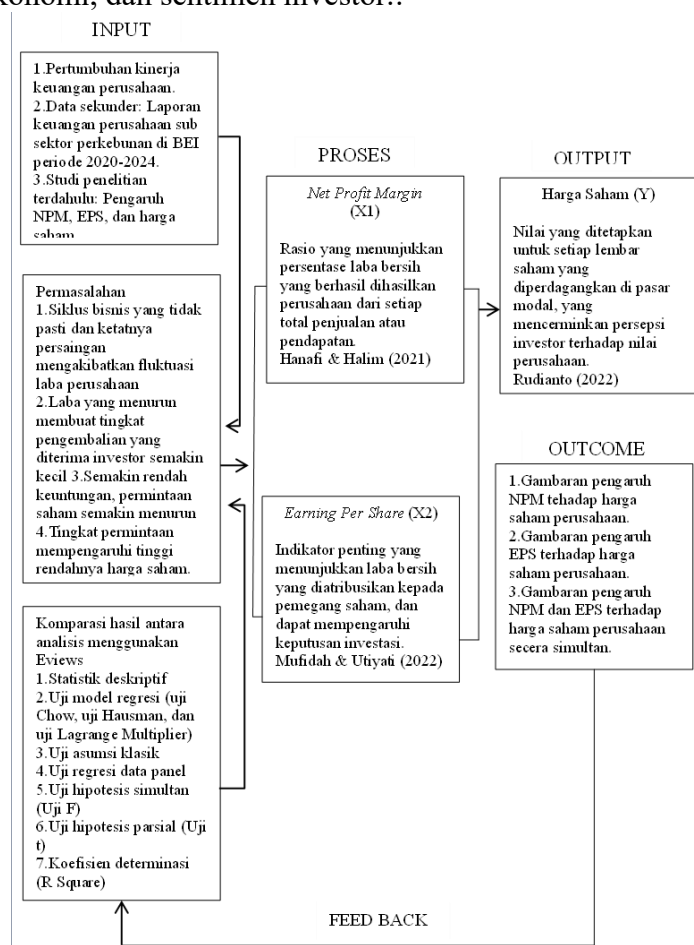 konomi, dan sentimen investor..
INPUT
1.Pertumbuhan kinerja
keuangan perusahaan.
2.Data sekunder: Laporan
keuangan perusahaan sub
sektor perkebunan di BEI
periode 2020-2024.
3.Studi penelitian
terdahulu: Pengaruh
NPM, EPS, dan harga
saham
Permasalahan
1.Siklus bisnis yang tidak
pasti dan ketatnya
persaingan
mengakibatkan fluktuasi
laba perusahaan
2.Laba yang menurun
membuat tingkat
pengembalian yang
diterima investor semakin
kecil 3.Semakin rendah
keuntungan, permintaan
saham semakin menurun
4.Tingkat permintaan
mempengaruhi tinggi
rendahnya harga saham.
Komparasi hasil antara
analisis menggunakan
Eviews
1.Statistik deskriptif
2.Uji model regresi (uji
Chow, uji Hausman, dan
uji Lagrange Multiplier)
3.Uji asumsi klasik
4.Uji regresi data panel
5.Uji hipotesis simultan
(Uji F)
6.Uji hipotesis parsial (Uji
t)
7.Koefisien determinasi
(R Square)
PROSES
Net Profit Margin
(X1)
Rasio yang menunjukkan
persentase laba bersih
yang berhasil dihasilkan
perusahaan dari setiap
total penjualan atau
pendapatan.
Hanafi & Halim (2021)
Earning Per Share (X2)
Indikator penting yang
menunjukkan laba bersih
yang diatribusikan kepada
pemegang saham, dan
dapat mempengaruhi
keputusan investasi.
Mufidah & Utiyati (2022)
OUTPUT
Harga Saham (Y)
Nilai yang ditetapkan
untuk setiap lembar
saham yang
diperdagangkan di pasar
modal, yang
mencerminkan persepsi
investor terhadap nilai
perusahaan.
Rudianto (2022)
OUTCOME
1.Gambaran pengaruh
NPM tehadap harga
saham perusahaan.
2.Gambaran pengaruh
EPS terhadap harga
saham perusahaan.
3.Gambaran pengaruh
NPM dan EPS terhadap
harga saham perusahaan
secera simultan.
FEED BACK